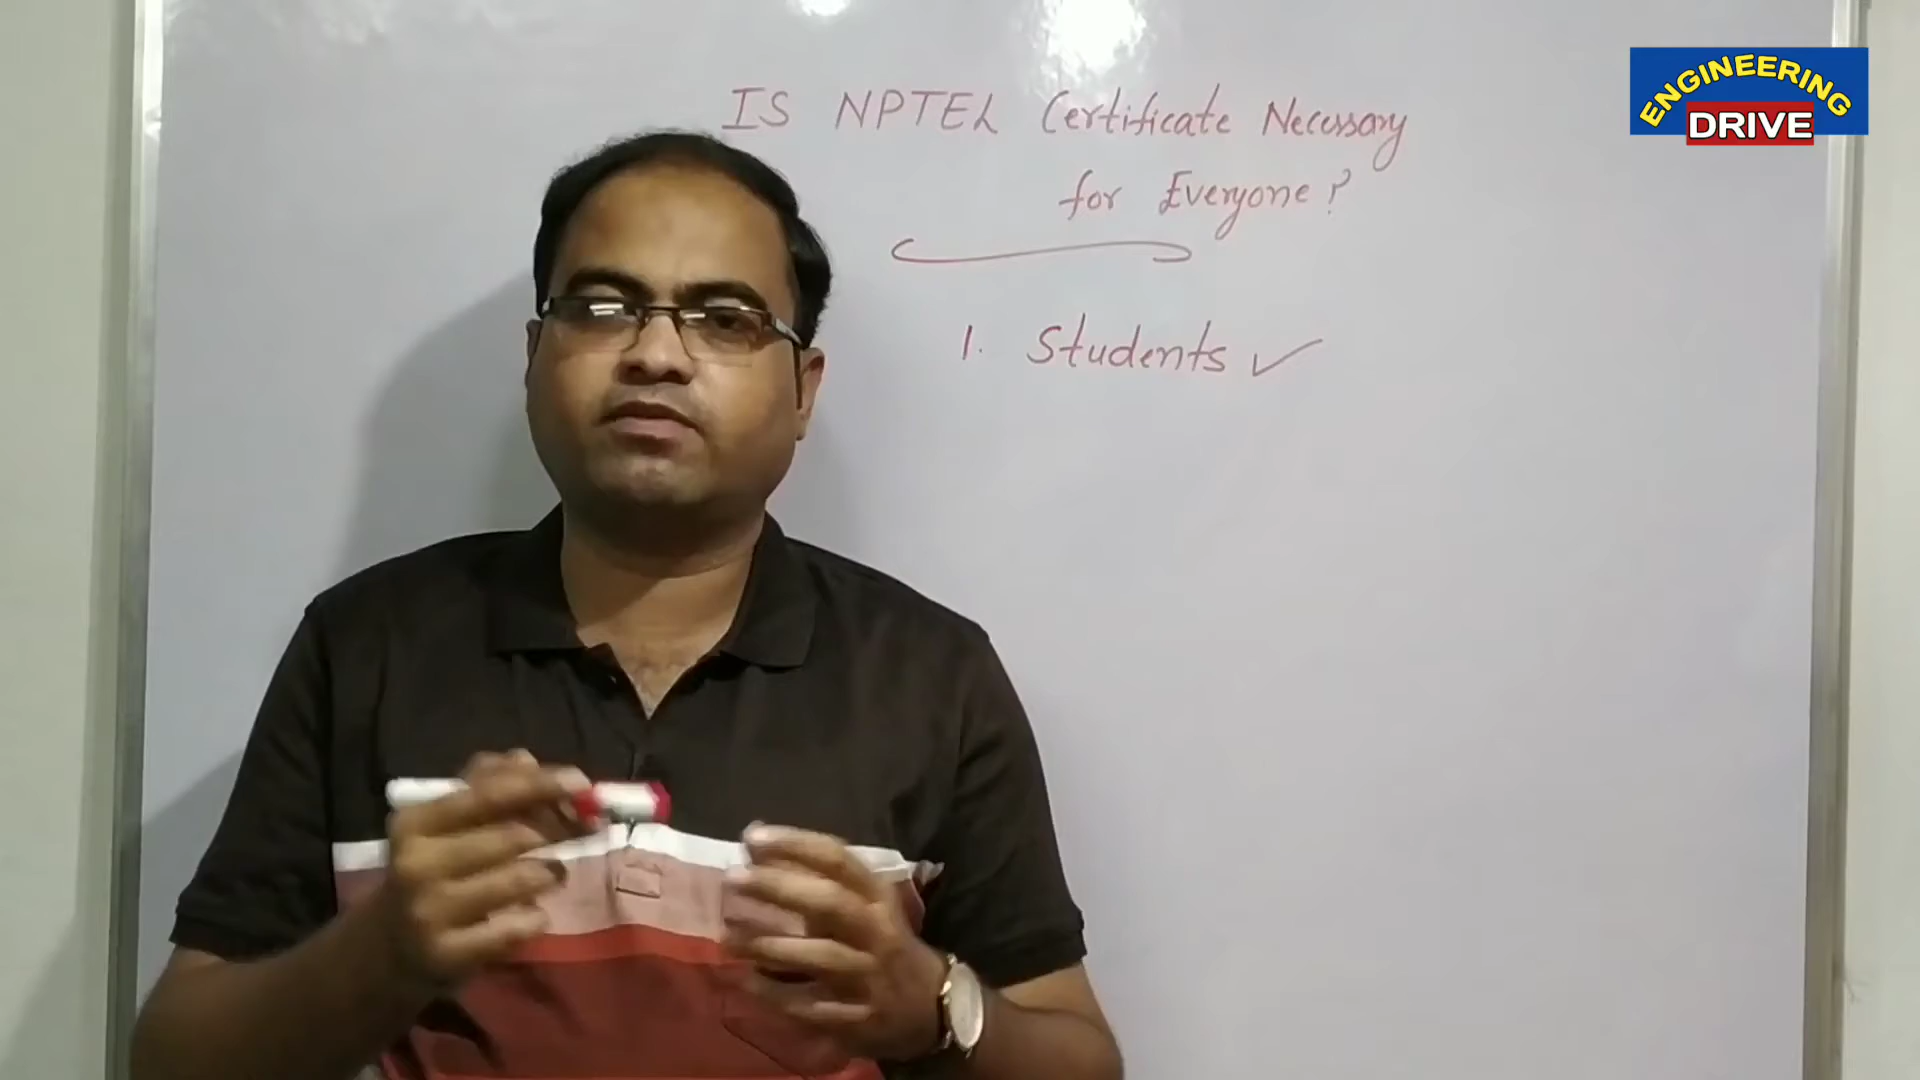 IS NPTEL Certificate Necessary
for Everyone?
1. Students ✓
ENGINEERING
DRIVE